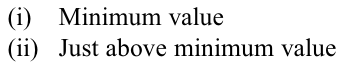 (i) Minimum value
(ii) Just above minimum value